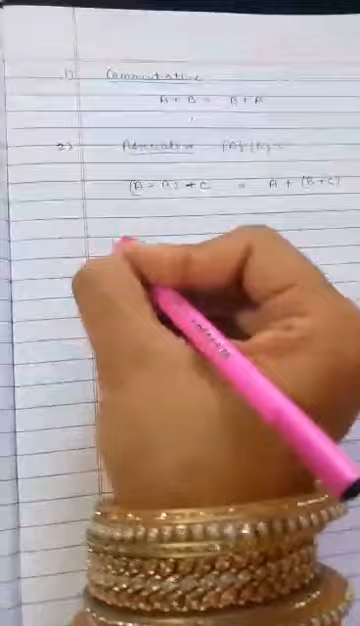 1) Commutative
A + B = B + A
2) Associative
(A + B) + C = A + (B + C)